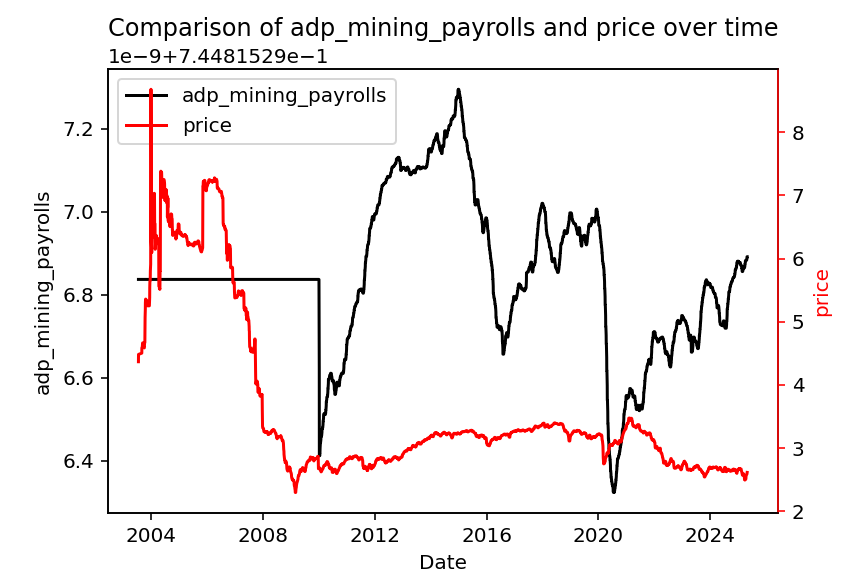 Comparison of adp_mining_payrolls and price over time
1e−9+7.4481529e−1
adp_mining_payrolls
price
7.2
7.0
6.8
6.6
6.4
adp_mining_payrolls
8
7
6
5
4
3
2
price
2004 2008 2012 2016 2020 2024
Date